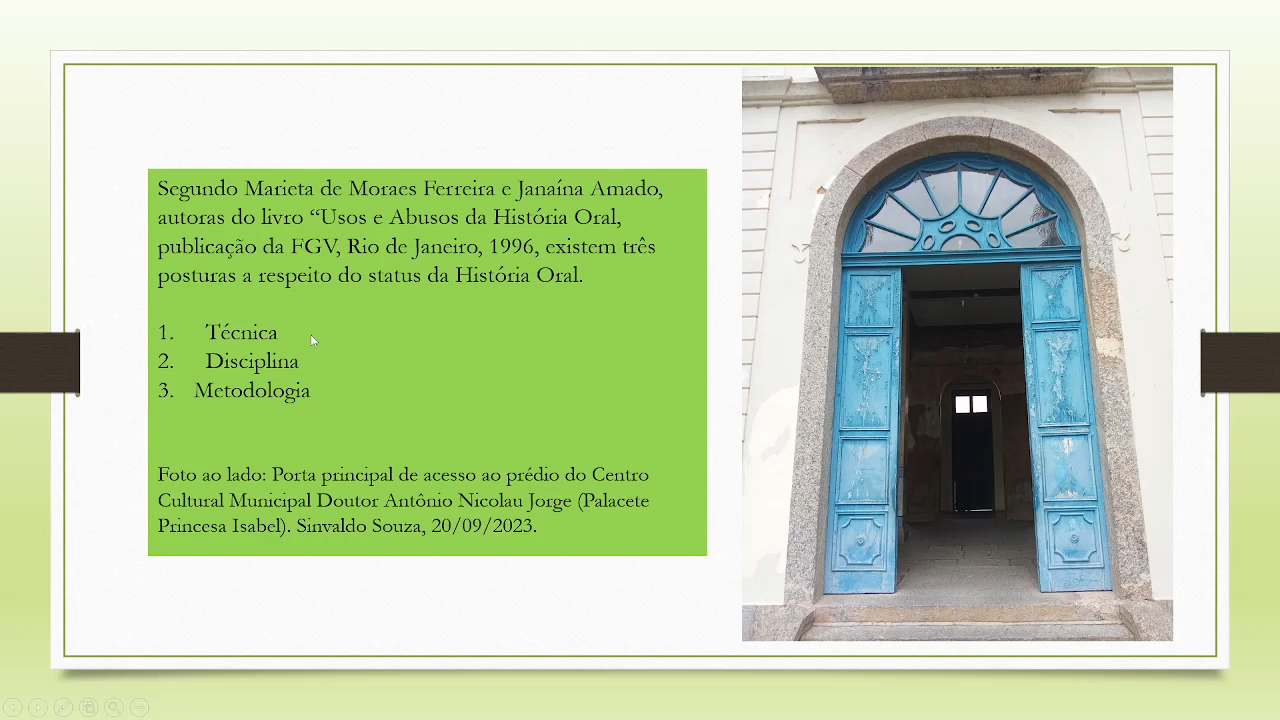 Segundo Marieta de Moraes Ferreira e Janaína Amado,
autoras do livro “Usos e Abusos da História Oral,
publicação da FGV, Rio de Janeiro, 1996, existem três
posturas a respeito do status da História Oral.
1. Técnica
2. Disciplina
3. Metodologia
Foto ao lado: Porta principal de acesso ao prédio do Centro
Cultural Municipal Doutor Antônio Nicolau Jorge (Palacete
Princesa Isabel). Sinvaldo Souza, 20/09/2023.